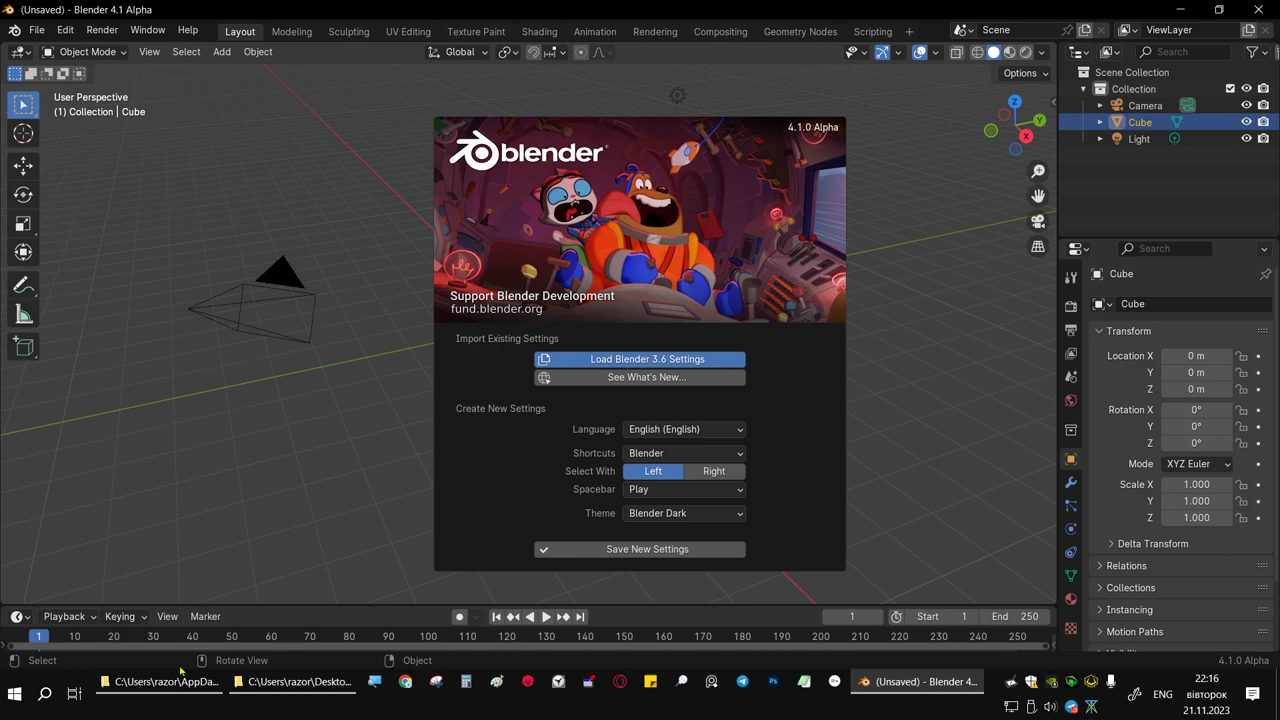 (Unsaved) - Blender 4.1 Alpha
File Edit Render Window Help
Layout Modeling Sculpting UV Editing Texture Paint Shading Animation Rendering Compositing Geometry Nodes Scripting +
Scene
ViewLayer
Object Mode View Select Add Object
Global
Search
Options
Scene Collection
Collection
Camera
Cube
Light
User Perspective
(1) Collection | Cube
Z
Y
X
4.1.0 Alpha
blender
Support Blender Development
fund.blender.org
Import Existing Settings
Load Blender 3.6 Settings
See What's New...
Create New Settings
Language English (English)
Shortcuts Blender
Select With Left Right
Spacebar Play
Theme Blender Dark
Save New Settings
Search
Cube
Cube
Transform
Location X 0 m
Y 0 m
Z 0 m
Rotation X 0°
Y 0°
Z 0°
Mode XYZ Euler
Scale X 1.000
Y 1.000
Z 1.000
Delta Transform
Relations
Collections
Instancing
Motion Paths
Playback Keying View Marker
1 Start 1 End 250
1 10 20 30 40 50 60 70 80 90 100 110 120 130 140 150 160 170 180 190 200 210 220 230 240 250
Select Rotate View Object 4.1.0 Alpha
C:\Users\razor\AppDa...
C:\Users\razor\Deskto...
Ps
(Unsaved) - Blender 4...
ENG
22:16
вівторок
21.11.2023